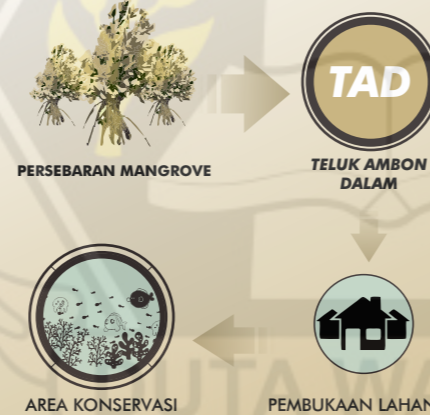 PERSEBARAN MANGROVE
TAD
TELUK AMBON
DALAM
AREA KONSERVASI
PEMBUKAAN LAHAN